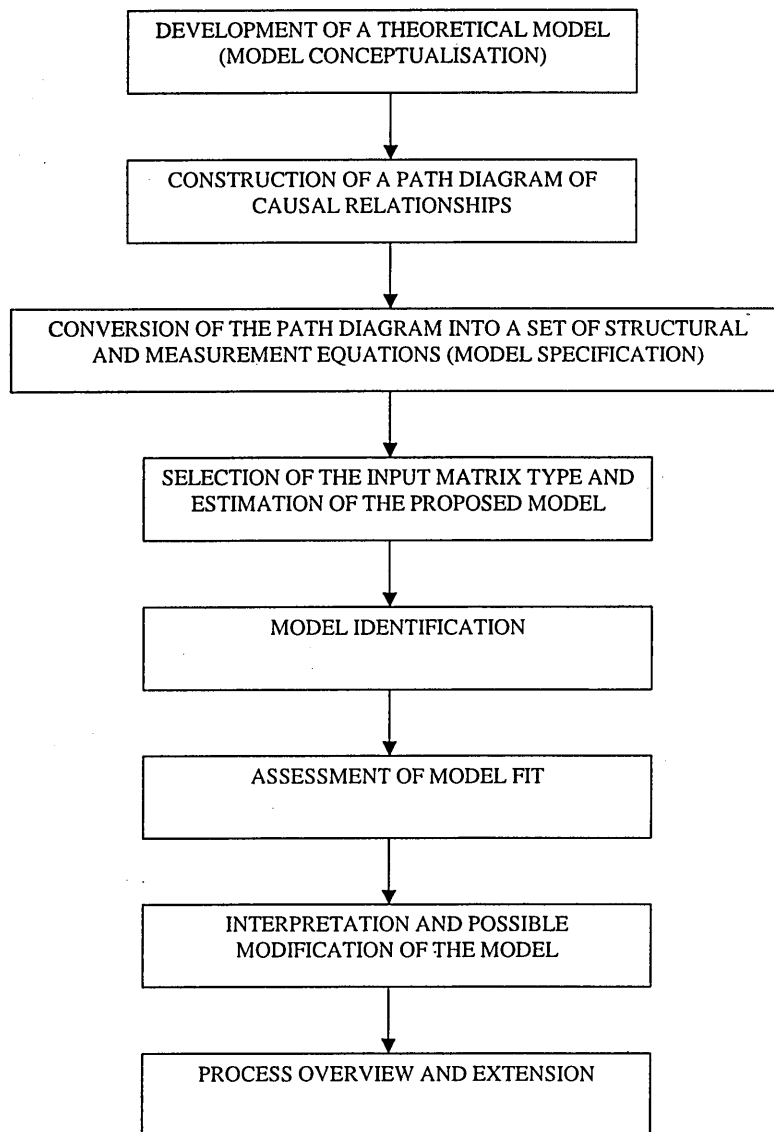 DEVELOPMENT OF A THEORETICAL MODEL
(MODEL CONCEPTUALISATION)
CONSTRUCTION OF A PATH DIAGRAM OF
CAUSAL RELATIONSHIPS
CONVERSION OF THE PATH DIAGRAM INTO A SET OF STRUCTURAL
AND MEASUREMENT EQUATIONS (MODEL SPECIFICATION)
SELECTION OF THE INPUT MATRIX TYPE AND
ESTIMATION OF THE PROPOSED MODEL
MODEL IDENTIFICATION
ASSESSMENT OF MODEL FIT
INTERPRETATION AND POSSIBLE
MODIFICATION OF THE MODEL
PROCESS OVERVIEW AND EXTENSION